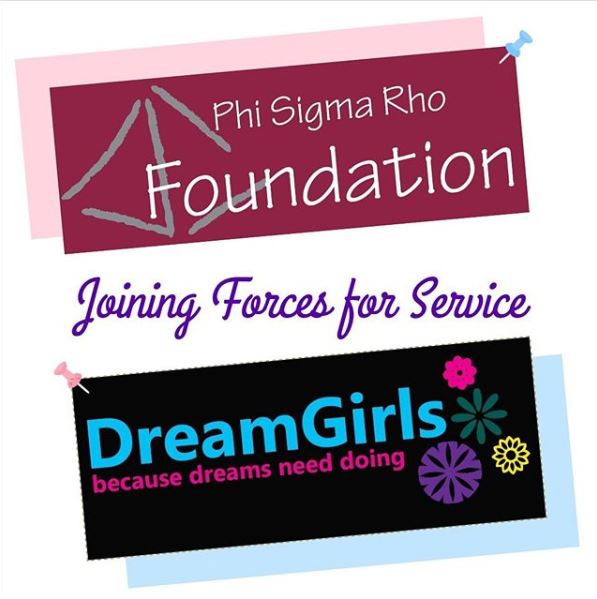 Phi Sigma Rho
Foundation
Joining Forces for Service
DreamGirls
because dreams need doing